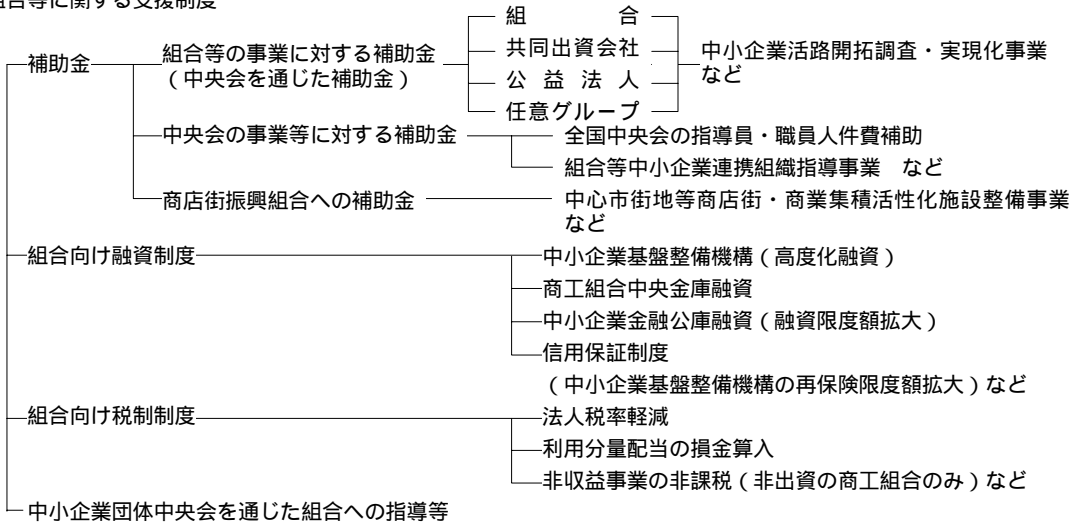 組合等に関する支援制度
補助金
組合等の事業に対する補助金
（中央会を通じた補助金）
組合
共同出資会社
公益法人
任意グループ
中小企業活路開拓調査・実現化事業
など
中央会の事業等に対する補助金
全国中央会の指導員・職員人件費補助
組合等中小企業連携組織指導事業　など
商店街振興組合への補助金
中心市街地等商店街・商業集積活性化施設整備事業
など
組合向け融資制度
中小企業基盤整備機構（高度化融資）
商工組合中央金庫融資
中小企業金融公庫融資（融資限度額拡大）
信用保証制度
（中小企業基盤整備機構の再保険限度額拡大）など
組合向け税制制度
法人税率軽減
利用分量配当の損金算入
非収益事業の非課税（非出資の商工組合のみ）など
中小企業団体中央会を通じた組合への指導等